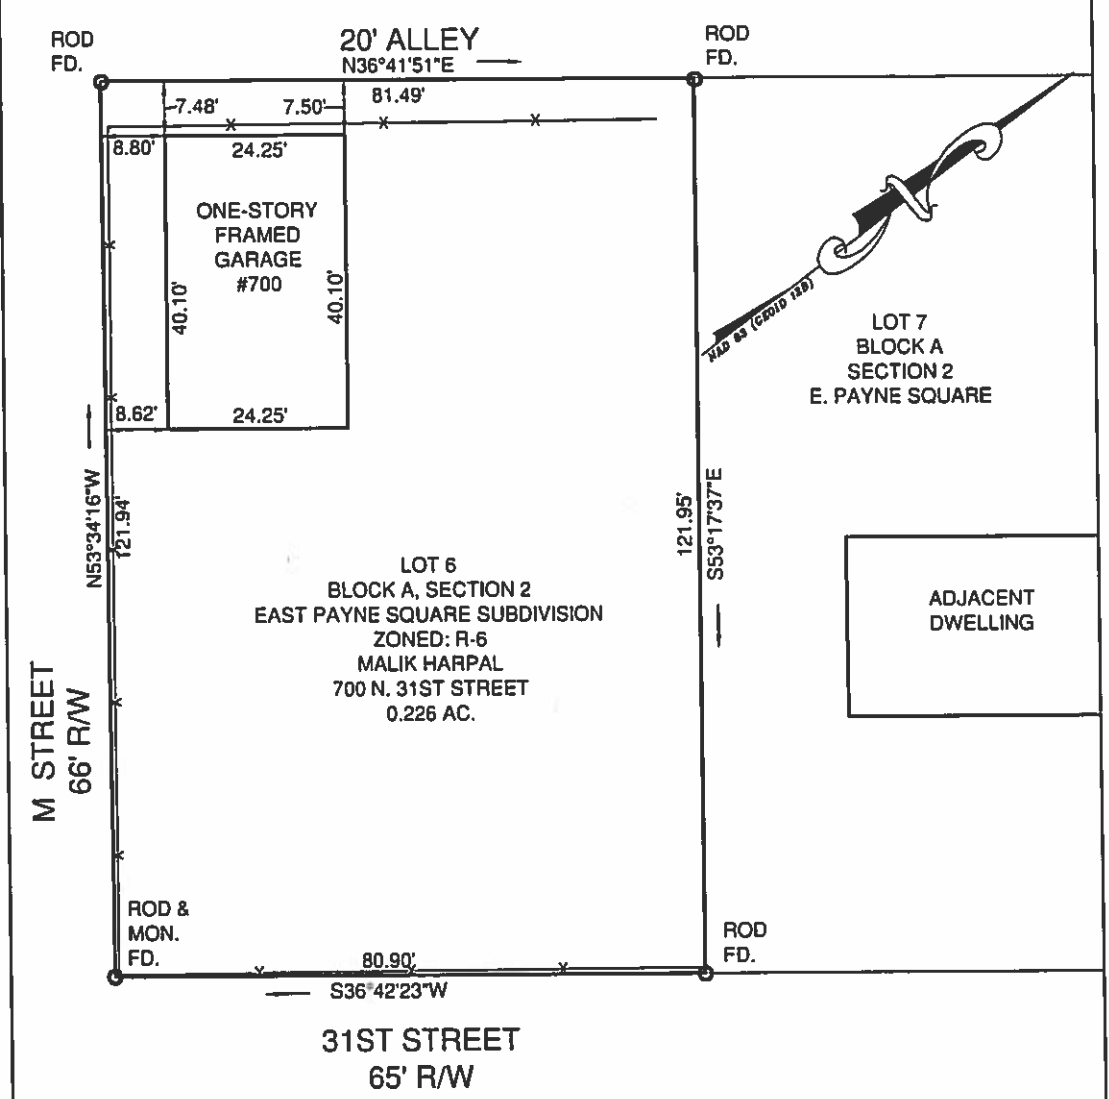 ROD
FD.
20' ALLEY
N36°41'51"E
ROD
FD.
7.48'
7.50'
81.49'
8.80'
24.25'
ONE-STORY
FRAMED
GARAGE
#700
40.10'
40.10'
NAD 83 (GEOID 12B)
LOT 7
BLOCK A
SECTION 2
E. PAYNE SQUARE
8.62'
24.25'
N53°34'16"W
121.94'
121.95'
S53°17'37"E
LOT 6
BLOCK A, SECTION 2
EAST PAYNE SQUARE SUBDIVISION
ZONED: R-6
MALIK HARPAL
700 N. 31ST STREET
0.226 AC.
ADJACENT
DWELLING
M STREET
66' R/W
ROD &
MON.
FD.
ROD
FD.
80.90'
S36°42'23"W
31ST STREET
65' R/W